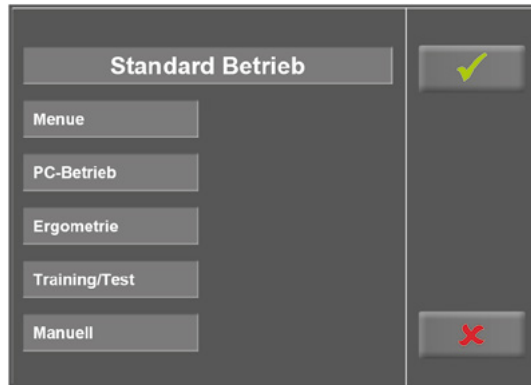 Standard Betrieb
Menue
PC-Betrieb
Ergometrie
Training/Test
Manuell